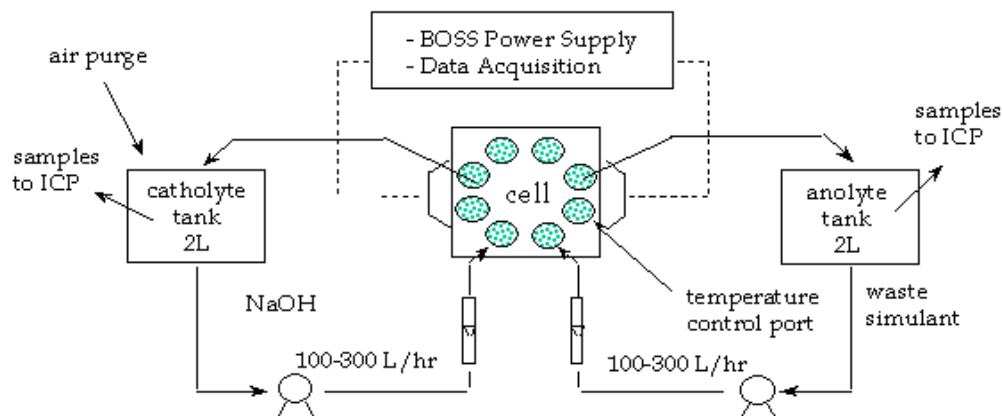 - BOSS Power Supply
- Data Acquisition
air purge
samples
to ICP
samples
to ICP
catholyte
tank
2L
cell
anolyte
tank
2L
NaOH
temperature
control port
waste
simulant
100-300 L/hr
100-300 L/hr